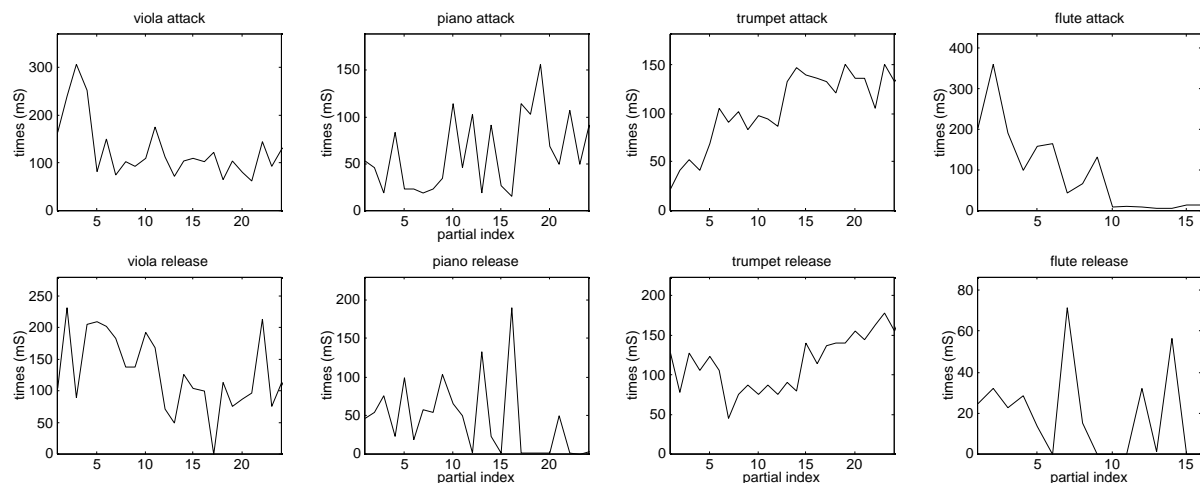 viola attack
piano attack
trumpet attack
flute attack
times (mS)
300
200
100
0
5 10 15 20
times (mS)
150
100
50
0
5 10 15 20
partial index
times (mS)
150
100
50
0
5 10 15 20
times (mS)
400
300
200
100
0
5 10 15
viola release
piano release
trumpet release
flute release
times (mS)
250
200
150
100
50
0
5 10 15 20
times (mS)
200
150
100
50
0
5 10 15 20
partial index
times (mS)
200
150
100
50
0
5 10 15 20
partial index
times (mS)
80
60
40
20
0
5 10 15
partial index